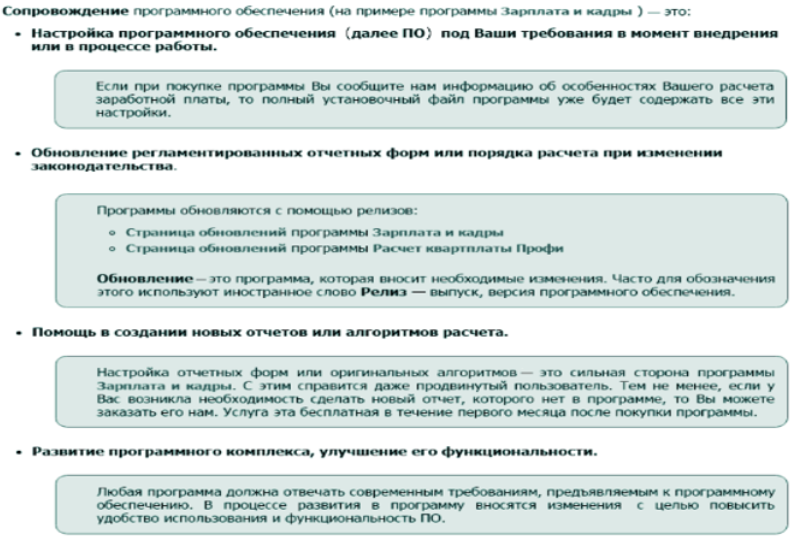 Сопровождение программного обеспечения (на примере программы Зарплата и кадры ) — это:
• Настройка программного обеспечения (далее ПО) под Ваши требования в момент внедрения
или в процессе работы.
Если при покупке программы Вы сообщите нам информацию об особенностях Вашего расчета
заработной платы, то полный установочный файл программы уже будет содержать все эти
настройки.
• Обновление регламентированных отчетных форм или порядка расчета при изменении
законодательства.
Программы обновляются с помощью релизов:
◦ Страница обновлений программы Зарплата и кадры
◦ Страница обновлений программы Расчет квартплаты Профи
Обновление — это программа, которая вносит необходимые изменения. Часто для обозначения
этого используют иностранное слово Релиз — выпуск, версия программного обеспечения.
• Помощь в создании новых отчетов или алгоритмов расчета.
Настройка отчетных форм или оригинальных алгоритмов — это сильная сторона программы
Зарплата и кадры. С этим справится даже продвинутый пользователь. Тем не менее, если у
Вас возникла необходимость сделать новый отчет, которого нет в программе, то Вы можете
заказать его нам. Услуга эта бесплатная в течение первого месяца после покупки программы.
• Развитие программного комплекса, улучшение его функциональности.
Любая программа должна отвечать современным требованиям, предъявляемым к программному
обеспечению. В процессе развития в программу вносятся изменения с целью повысить
удобство использования и функциональность ПО.